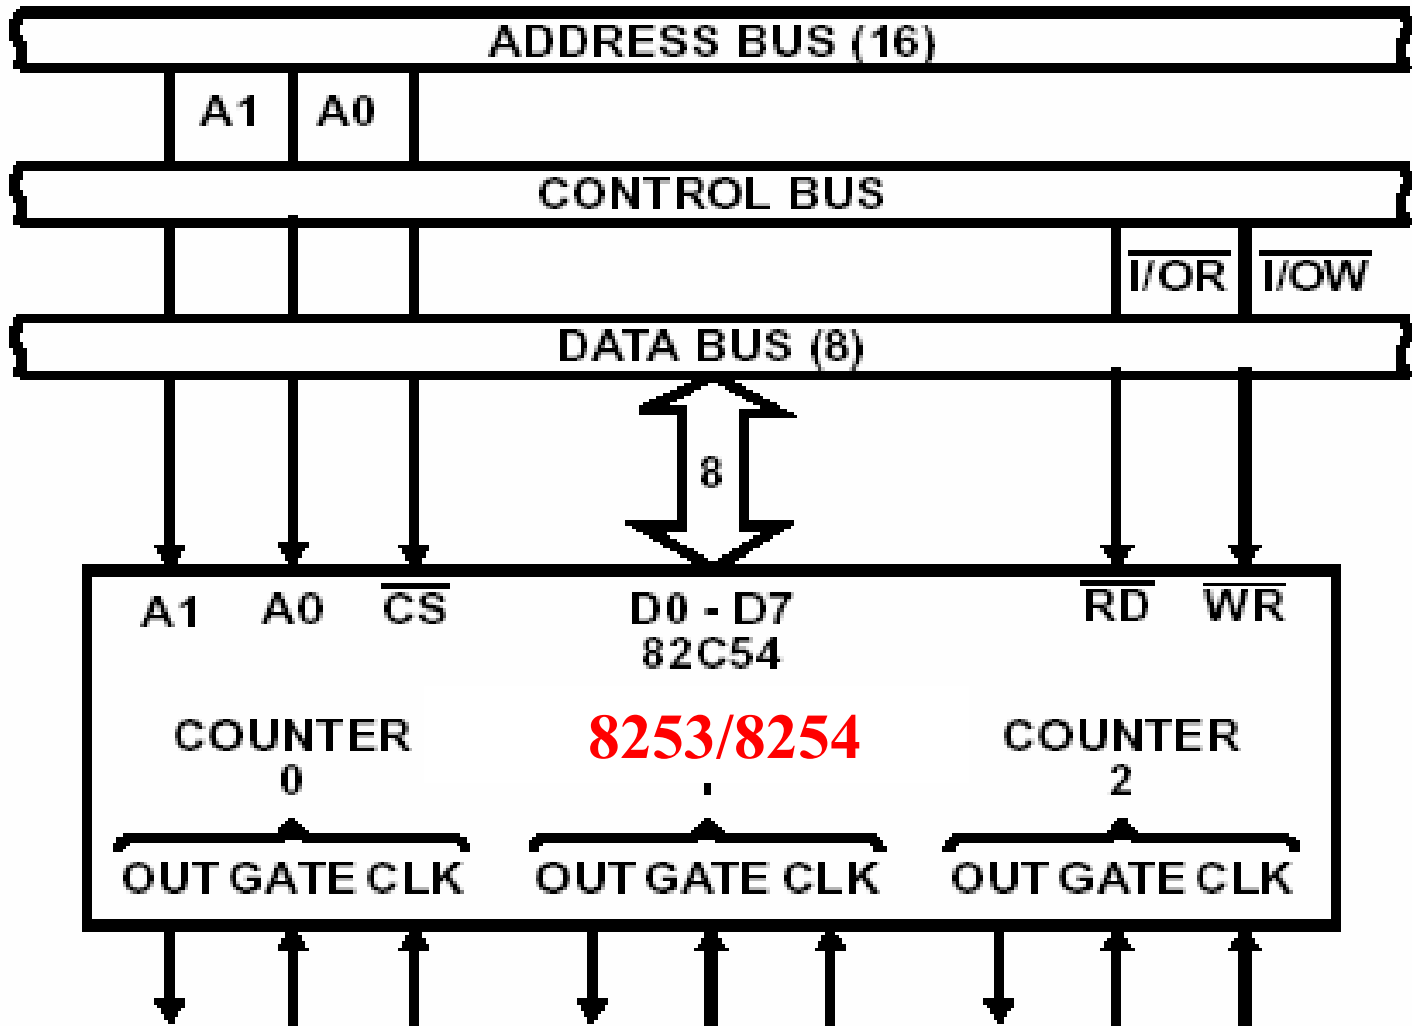 ADDRESS BUS (16)
A1 A0
CONTROL BUS
I/OR I/OW
DATA BUS (8)
8
A1 A0 CS D0 - D7 RD WR
82C54
COUNTER 8253/8254 COUNTER
0 2
OUT GATE CLK OUT GATE CLK OUT GATE CLK